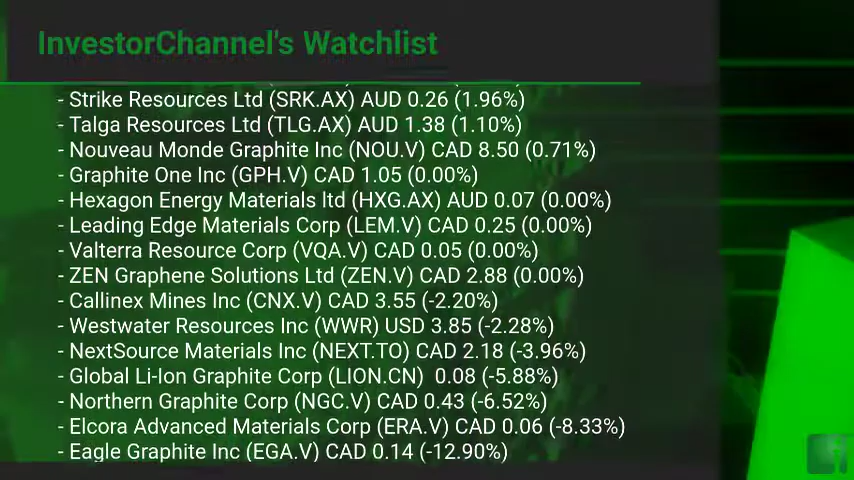 InvestorChannel's Watchlist
- Strike Resources Ltd (SRK.AX) AUD 0.26 (1.96%)
- Talga Resources Ltd (TLG.AX) AUD 1.38 (1.10%)
- Nouveau Monde Graphite Inc (NOU.V) CAD 8.50 (0.71%)
- Graphite One Inc (GPH.V) CAD 1.05 (0.00%)
- Hexagon Energy Materials ltd (HXG.AX) AUD 0.07 (0.00%)
- Leading Edge Materials Corp (LEM.V) CAD 0.25 (0.00%)
- Valterra Resource Corp (VQA.V) CAD 0.05 (0.00%)
- ZEN Graphene Solutions Ltd (ZEN.V) CAD 2.88 (0.00%)
- Callinex Mines Inc (CNX.V) CAD 3.55 (-2.20%)
- Westwater Resources Inc (WWR) USD 3.85 (-2.28%)
- NextSource Materials Inc (NEXT.TO) CAD 2.18 (-3.96%)
- Global Li-Ion Graphite Corp (LION.CN)  0.08 (-5.88%)
- Northern Graphite Corp (NGC.V) CAD 0.43 (-6.52%)
- Elcora Advanced Materials Corp (ERA.V) CAD 0.06 (-8.33%)
- Eagle Graphite Inc (EGA.V) CAD 0.14 (-12.90%)